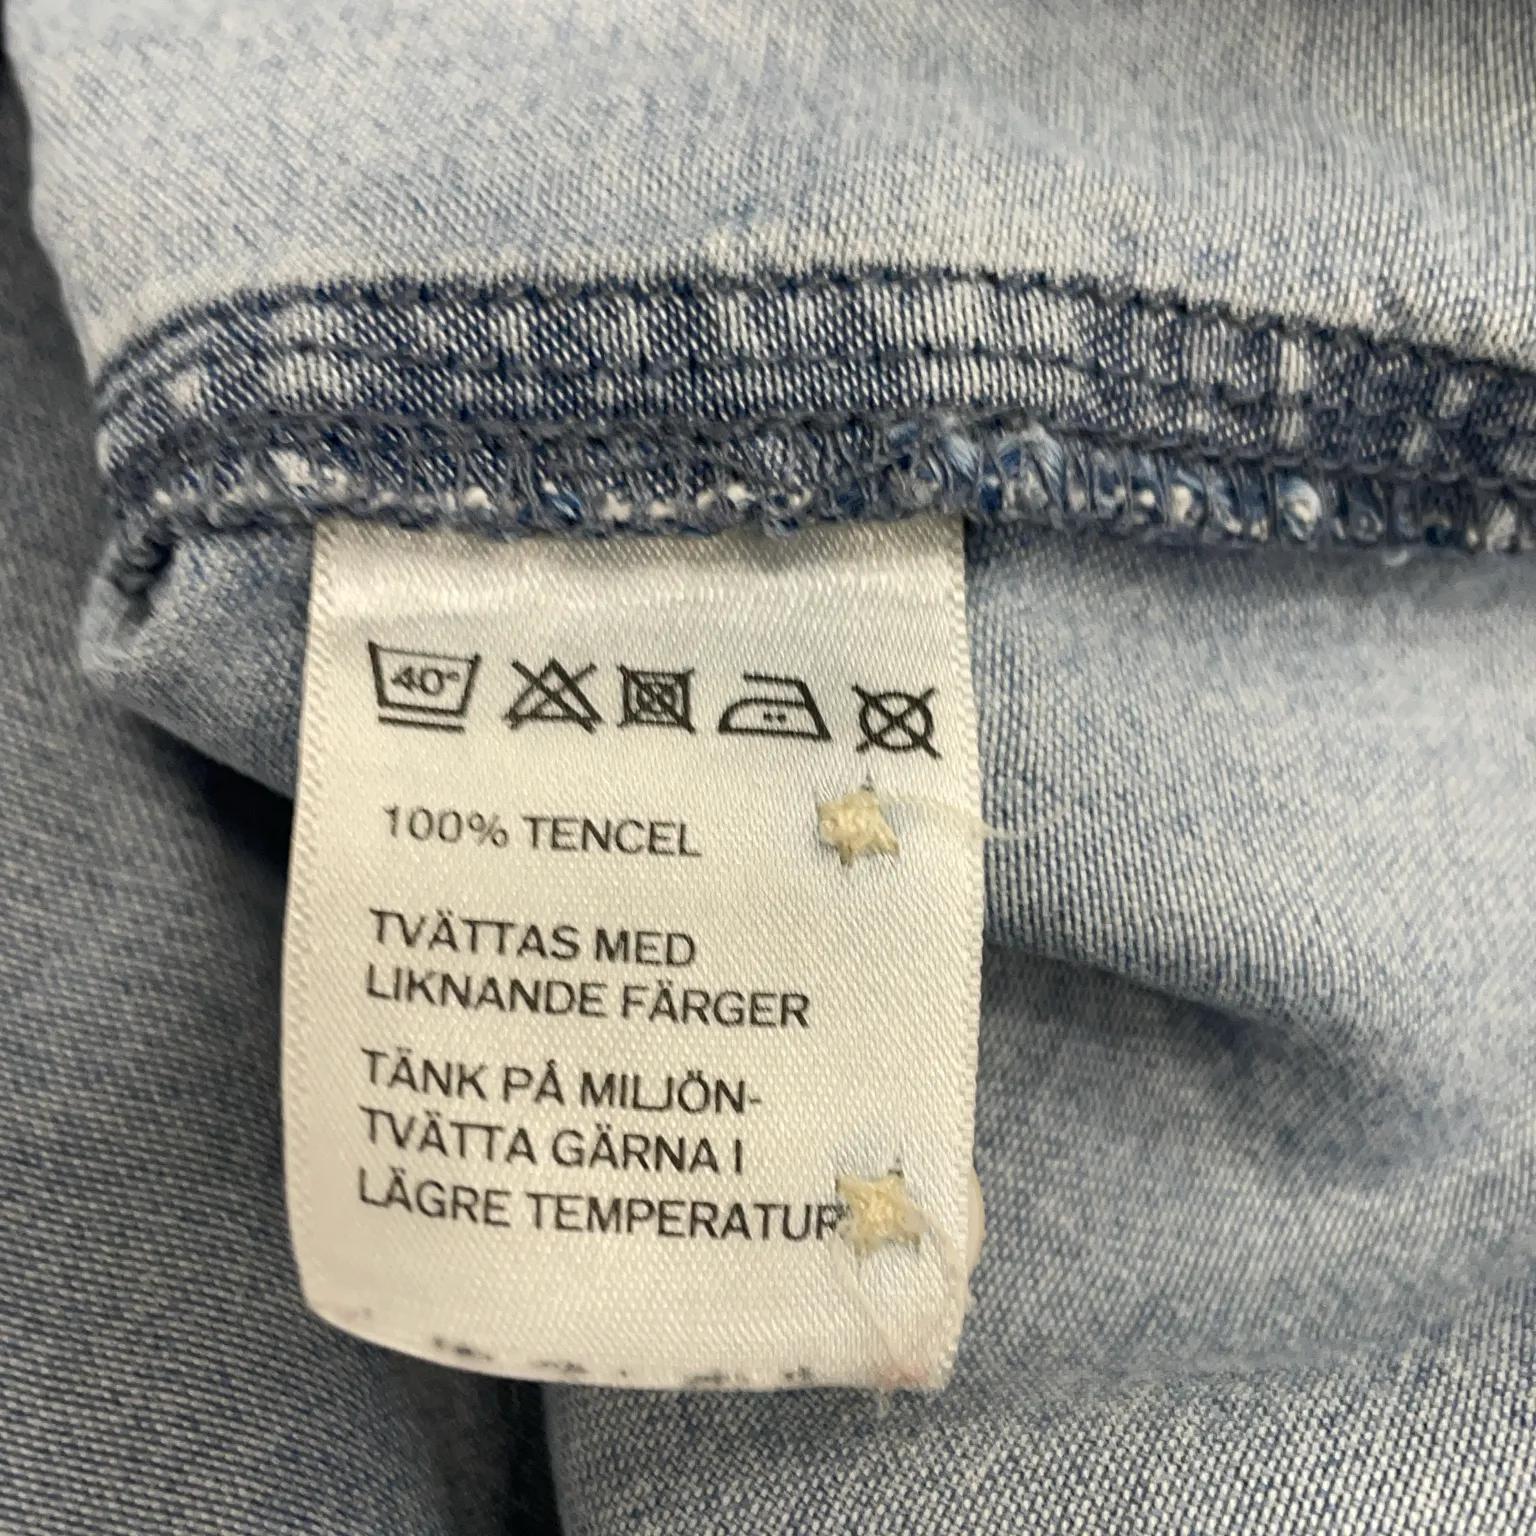 40°
100% TENCEL
TVÄTTAS MED
LIKNANDE FÄRGER
TÄNK PÅ MILJÖN-
TVÄTTA GÄRNA I
LÄGRE TEMPERATUR